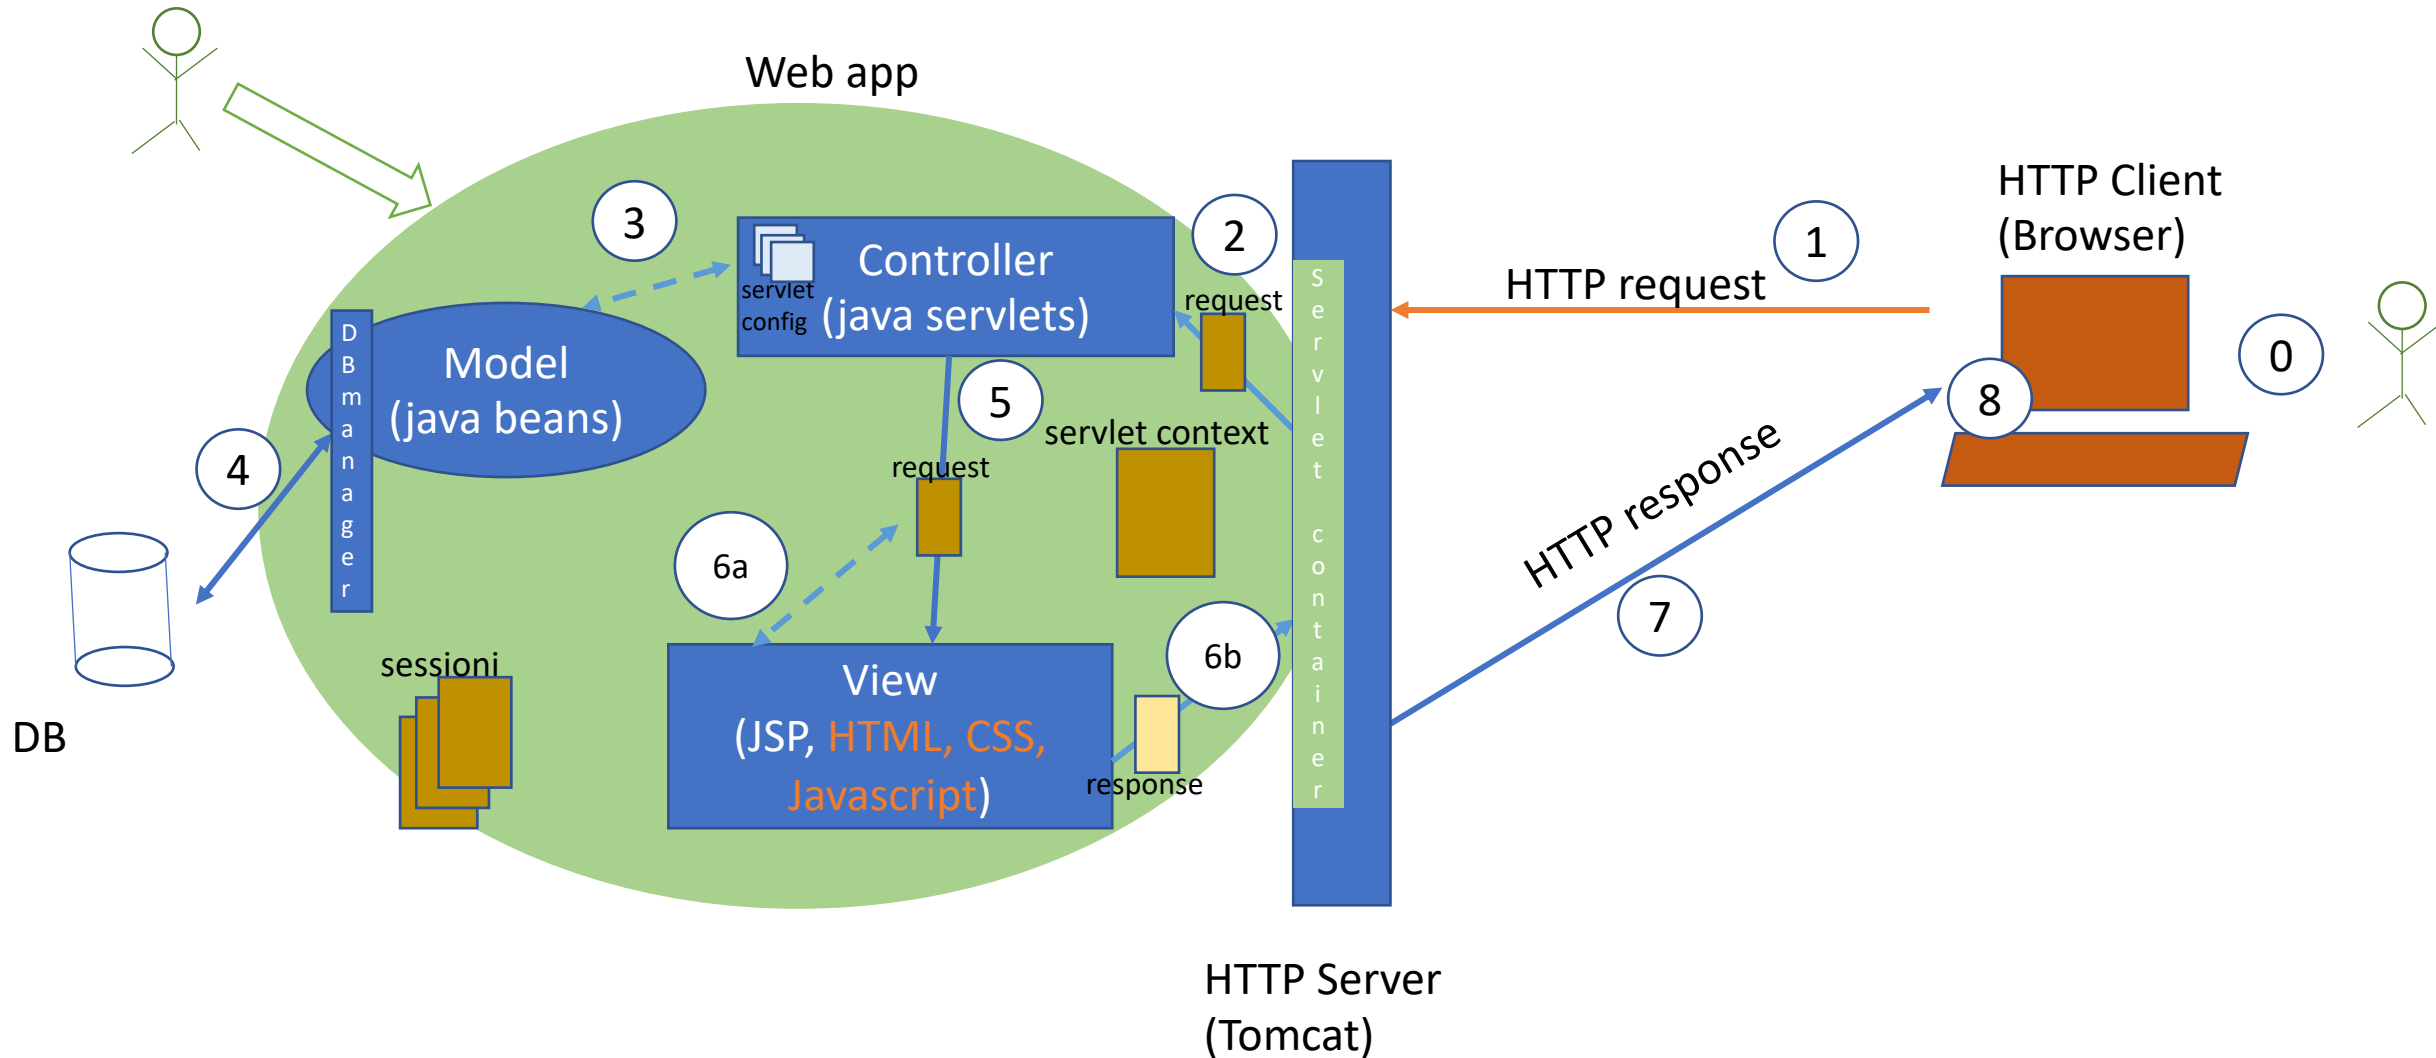 Web app
HTTP Client
(Browser)
3
2
1
HTTP request
0
8
Controller
(java servlets)
servlet
config
request
Servlet container
DBmanager
Model
(java beans)
5
4
servlet context
request
6a
HTTP response
7
6b
sessioni
View
(JSP, HTML, CSS,
Javascript)
response
DB
HTTP Server
(Tomcat)